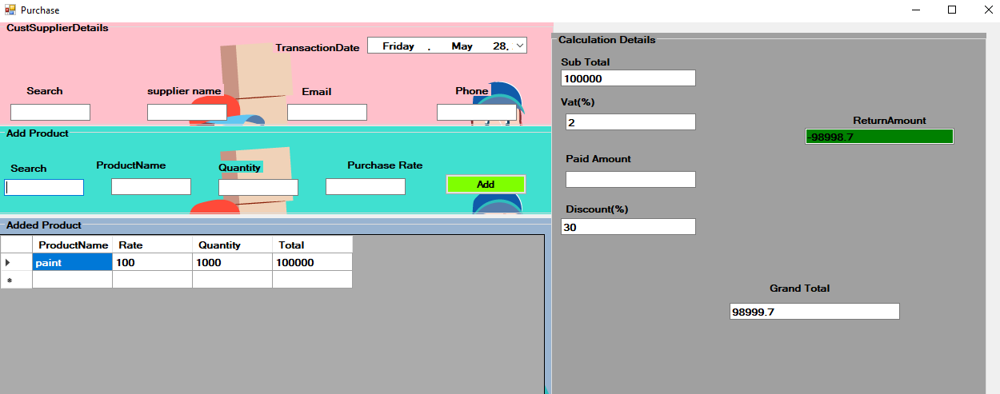 Purchase
CustSupplierDetails
TransactionDate Friday , May 28,
Search supplier name Email Phone
Add Product
Search ProductName Quantity Purchase Rate
Add
Added Product
ProductName Rate Quantity Total
paint 100 1000 100000
Calculation Details
Sub Total
100000
Vat(%)
2
ReturnAmount
-98998.7
Paid Amount
Discount(%)
30
Grand Total
98999.7